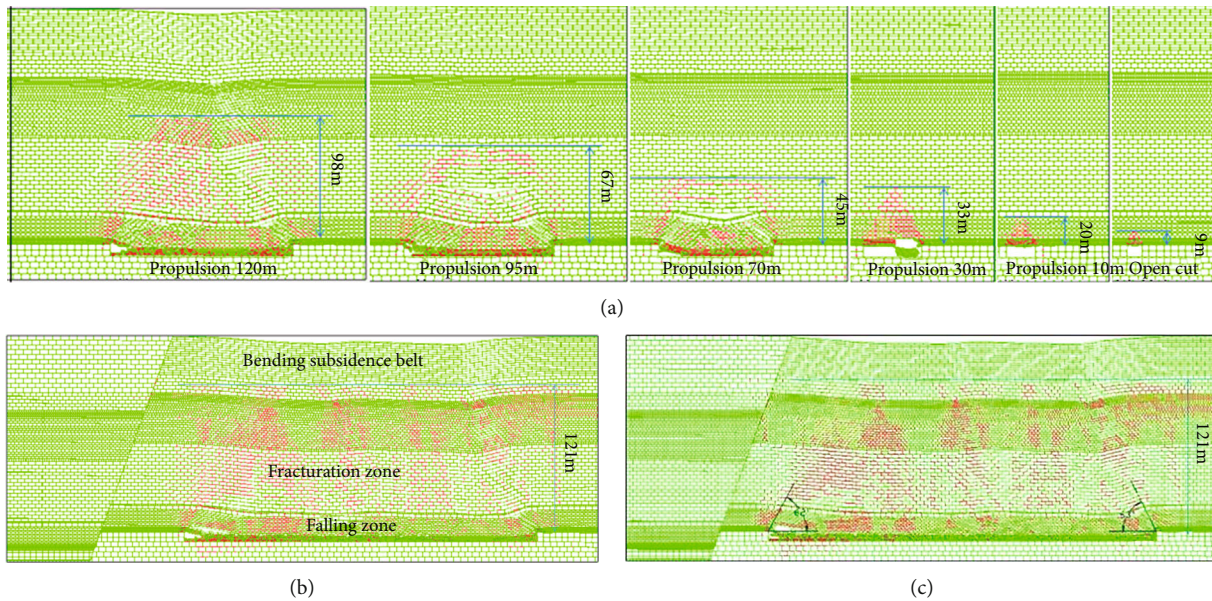 98m
67m
45m
33m
20m
9m
Propulsion 120m
Propulsion 95m
Propulsion 70m
Propulsion 30m
Propulsion 10m Open cut
(a)
Bending subsidence belt
Fracturation zone
Falling zone
121m
121m
(b)
(c)